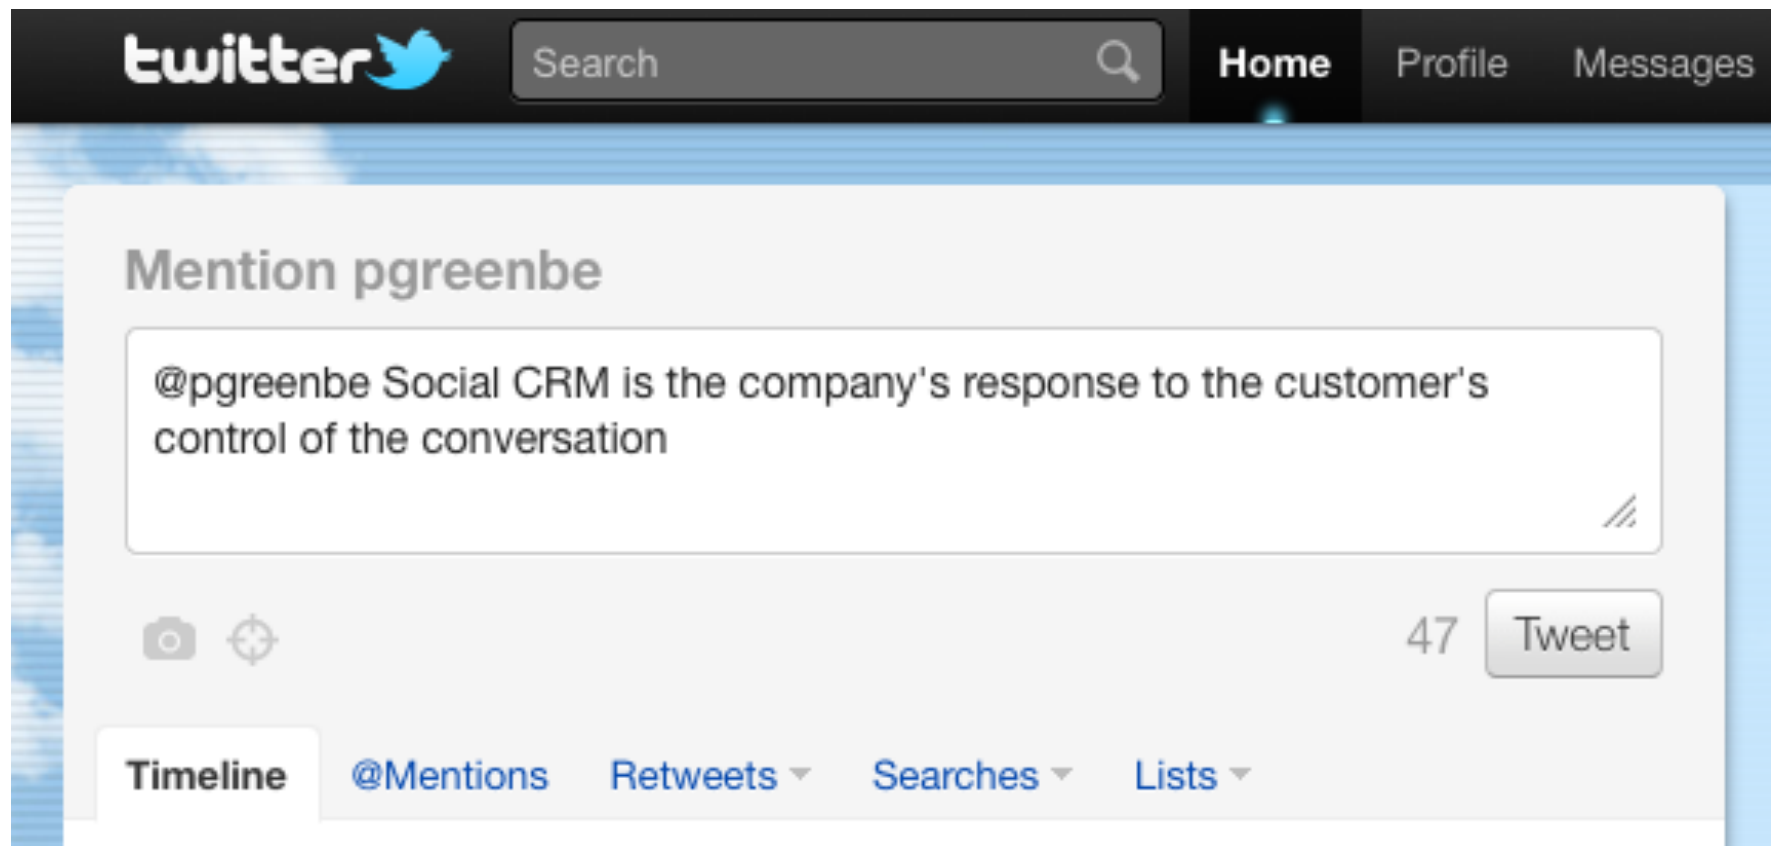 twitter Search Home Profile Messages
Mention pgreenbe
@pgreenbe Social CRM is the company's response to the customer's
control of the conversation
47 Tweet
Timeline @Mentions Retweets Searches Lists